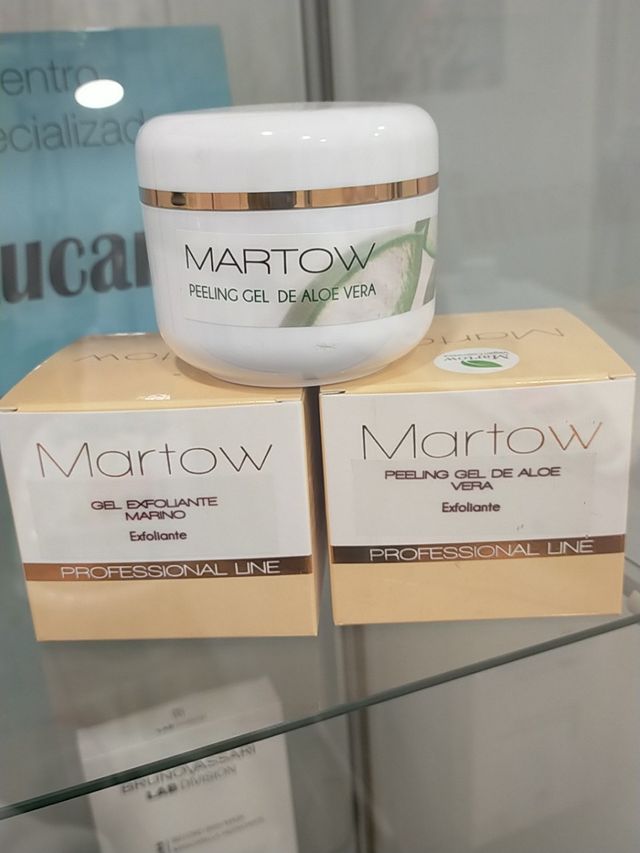 entro
ecializad
ucar
MARTOW
PEELING GEL DE ALOE VERA
Martow
GEL EXFOLIANTE
MARINO
Exfoliante
PROFESSIONAL LINE
Martow
Martow
PEELING GEL DE ALOE
VERA
Exfoliante
PROFESSIONAL LINE
BRUNOVASSARI
LAB DIVISION